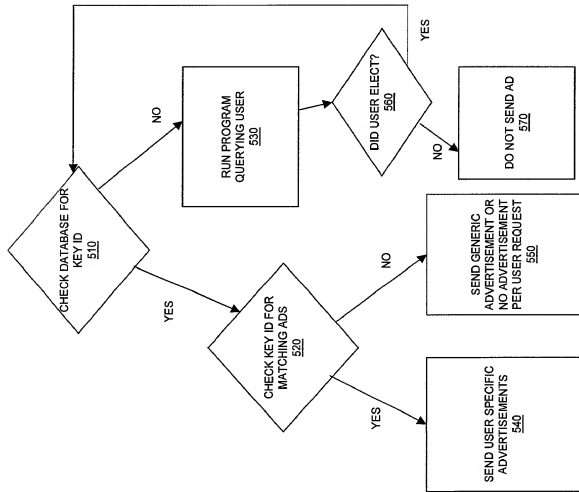 CHECK DATABASE FOR
KEY ID
510
YES
NO
RUN PROGRAM
QUERYING USER
530
DID USER ELECT?
560
YES
NO
DO NOT SEND AD
570
CHECK KEY ID FOR
MATCHING ADS
520
YES
NO
SEND USER SPECIFIC
ADVERTISEMENTS
540
SEND GENERIC
ADVERTISEMENT OR
NO ADVERTISEMENT
PER USER REQUEST
550